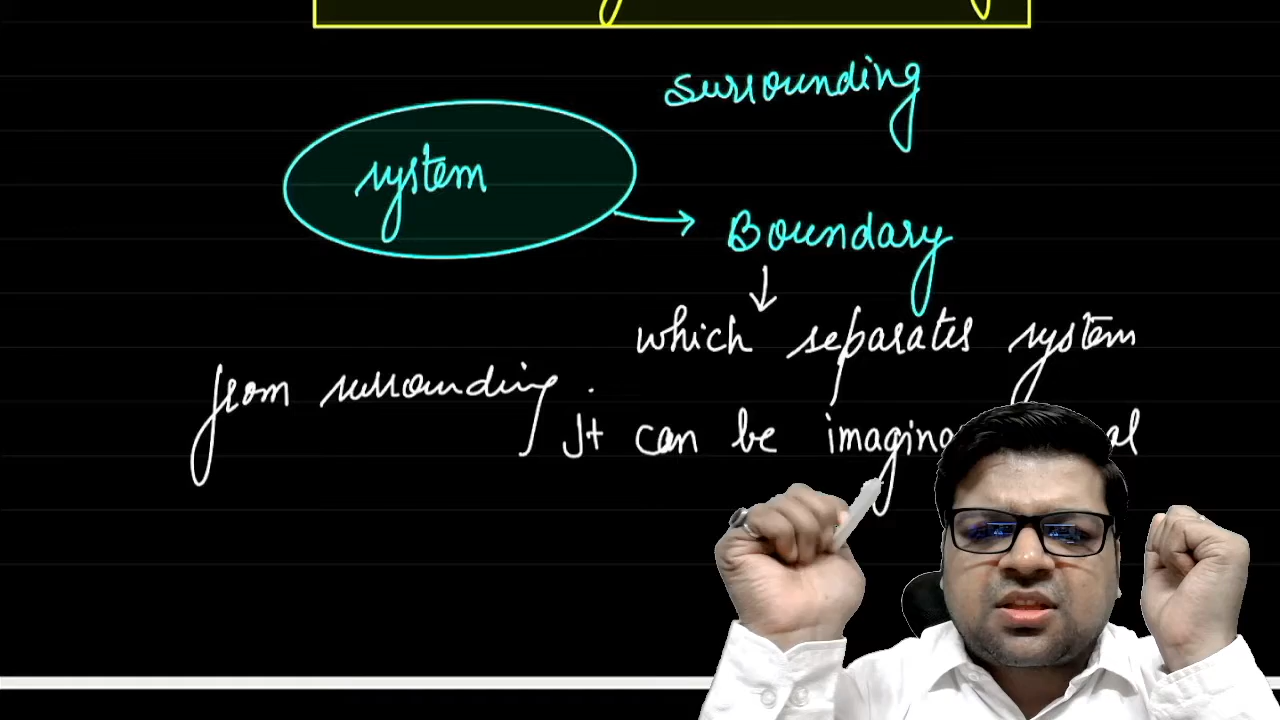 surrounding
system
Boundary
which separates system
from surrounding.
It can be